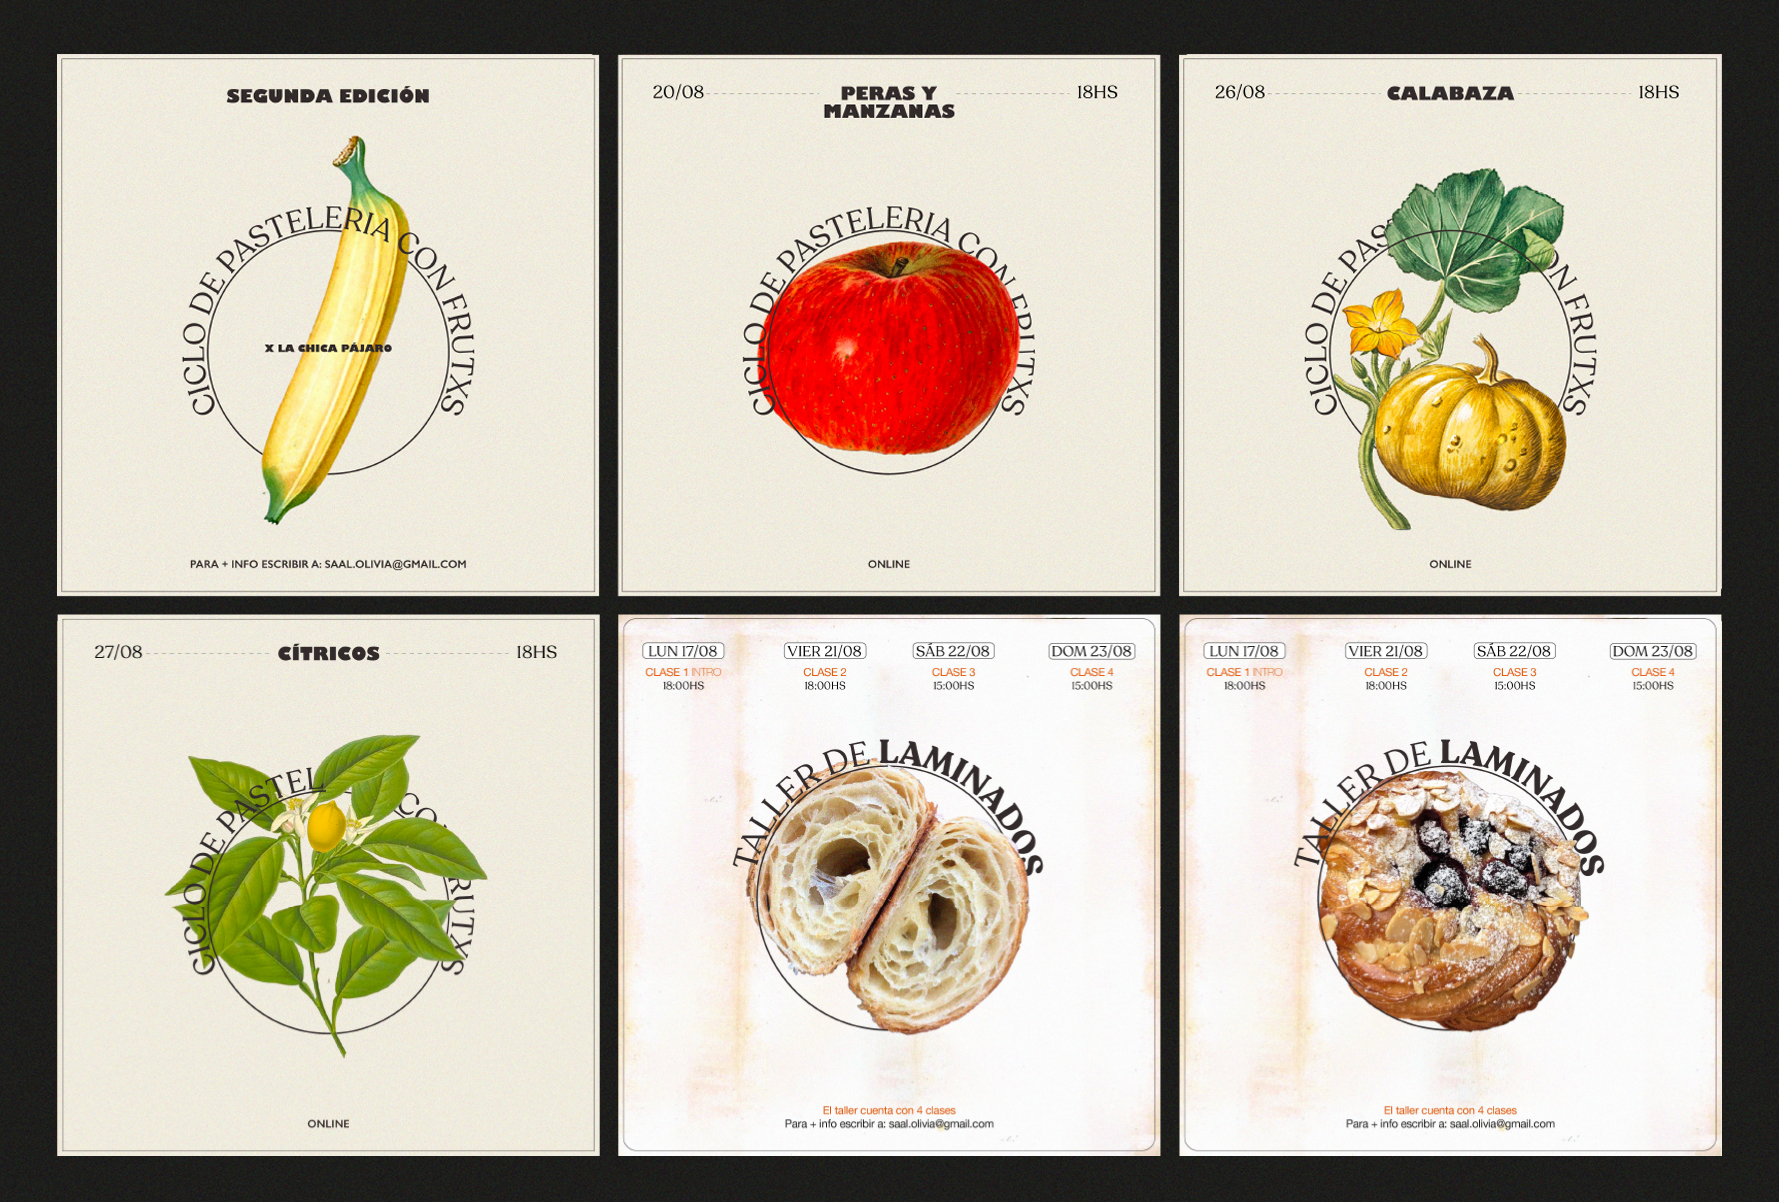 SEGUNDA EDICIÓN
CICLO DE PASTELERIA CON FRUTXS
X LA CHICA PÁJARO
PARA + INFO ESCRIBIR A: SAAL.OLIVIA@GMAIL.COM
20/08 PERAS Y 18HS
MANZANAS
CICLO DE PASTELERIA CON FRUTXS
ONLINE
26/08 CALABAZA 18HS
CICLO DE PAS ON FRUTXS
ONLINE
27/08 CÍTRICOS 18HS
CICLO DE PASTEL CO RUTXS
ONLINE
LUN 17/08 VIER 21/08 SÁB 22/08 DOM 23/08
CLASE 1 INTRO CLASE 2 CLASE 3 CLASE 4
18:00HS 18:00HS 15:00HS 15:00HS
TALLER DE LAMINADOS
El taller cuenta con 4 clases
Para + info escribir a: saal.olivia@gmail.com
LUN 17/08 VIER 21/08 SÁB 22/08 DOM 23/08
CLASE 1 INTRO CLASE 2 CLASE 3 CLASE 4
18:00HS 18:00HS 15:00HS 15:00HS
TALLER DE LAMINADOS
El taller cuenta con 4 clases
Para + info escribir a: saal.olivia@gmail.com